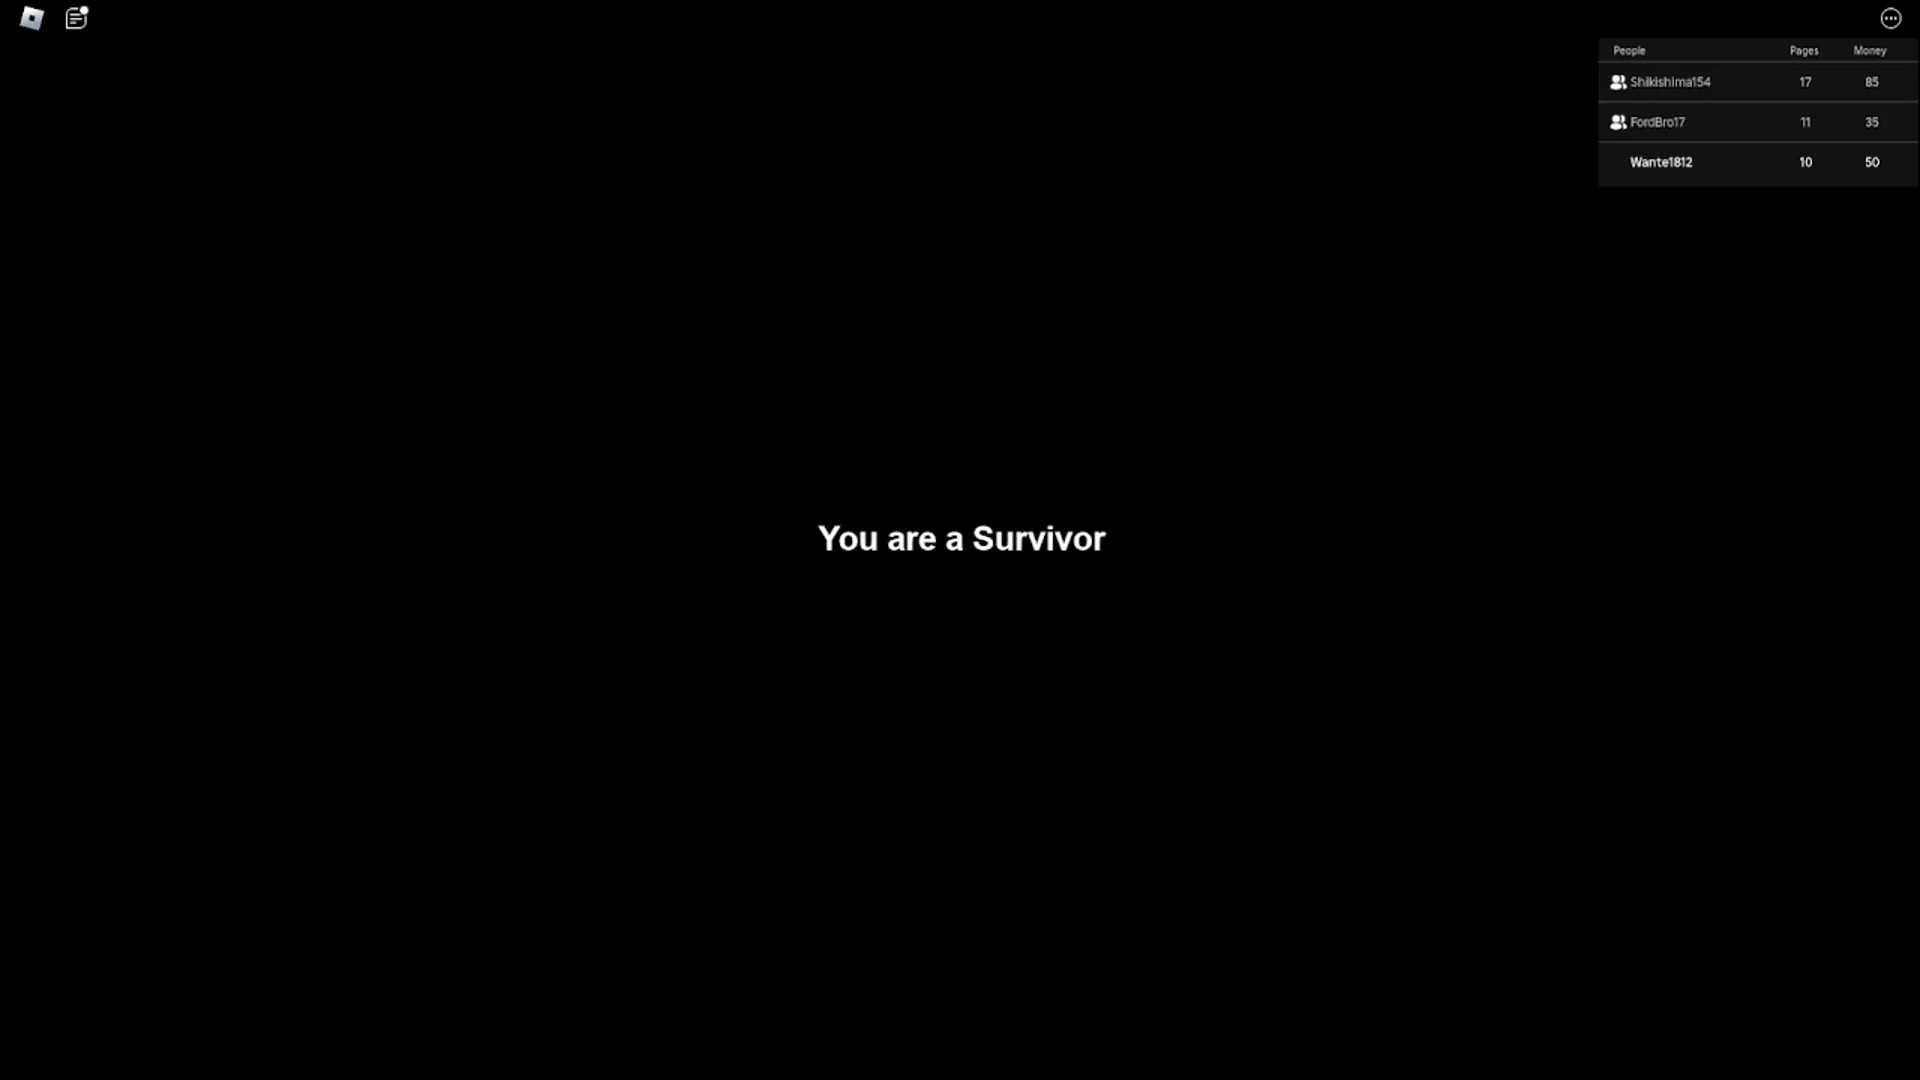 People Pages Money
Shikishima154 17 85
FordBro17 11 35
Wante1812 10 50
You are a Survivor